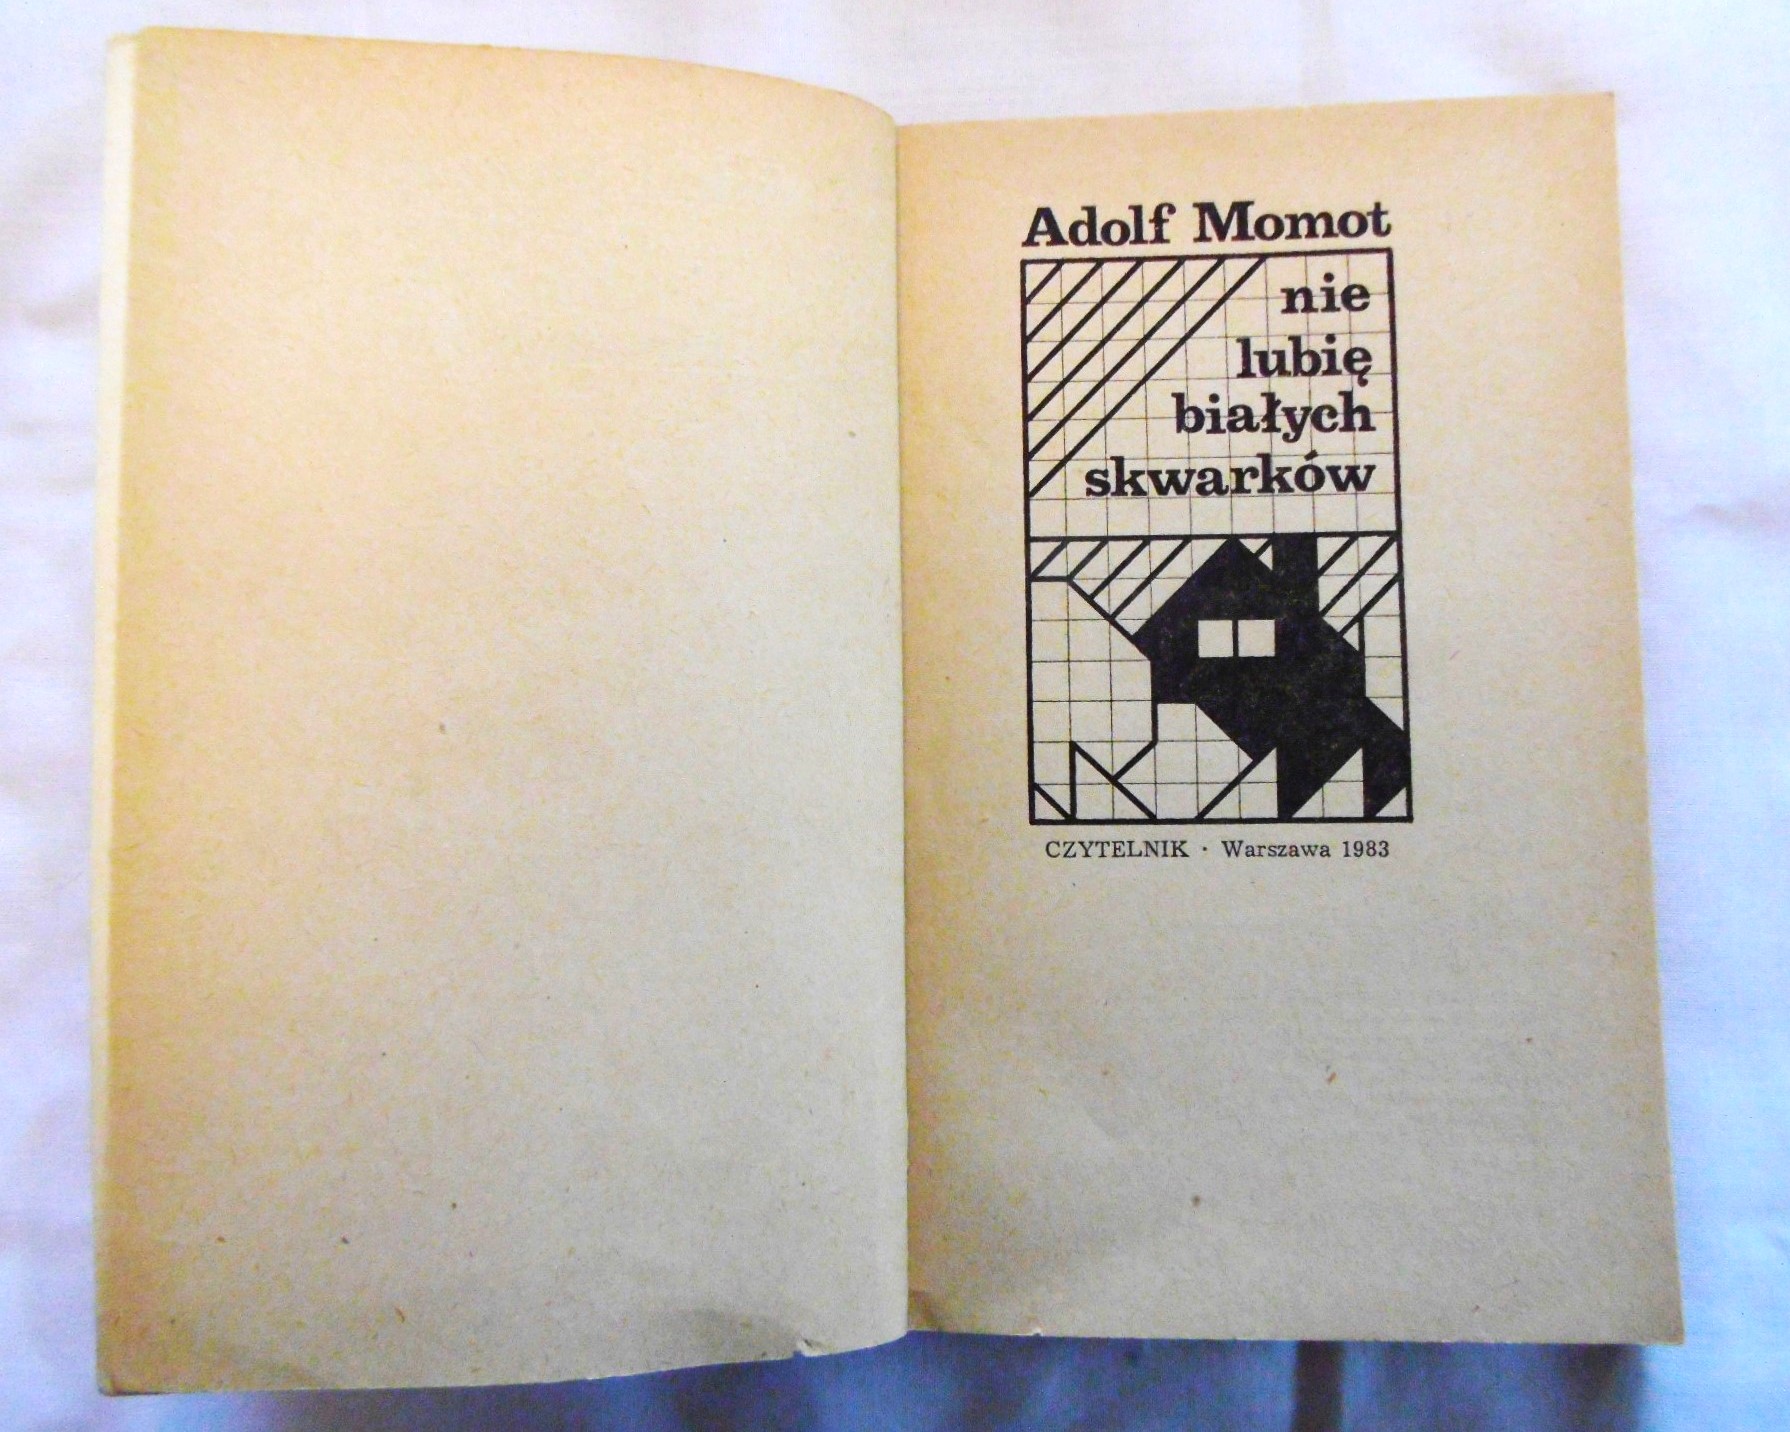 Adolf Momot
nie
lubię
białych
skwarków
CZYTELNIK · Warszawa 1983